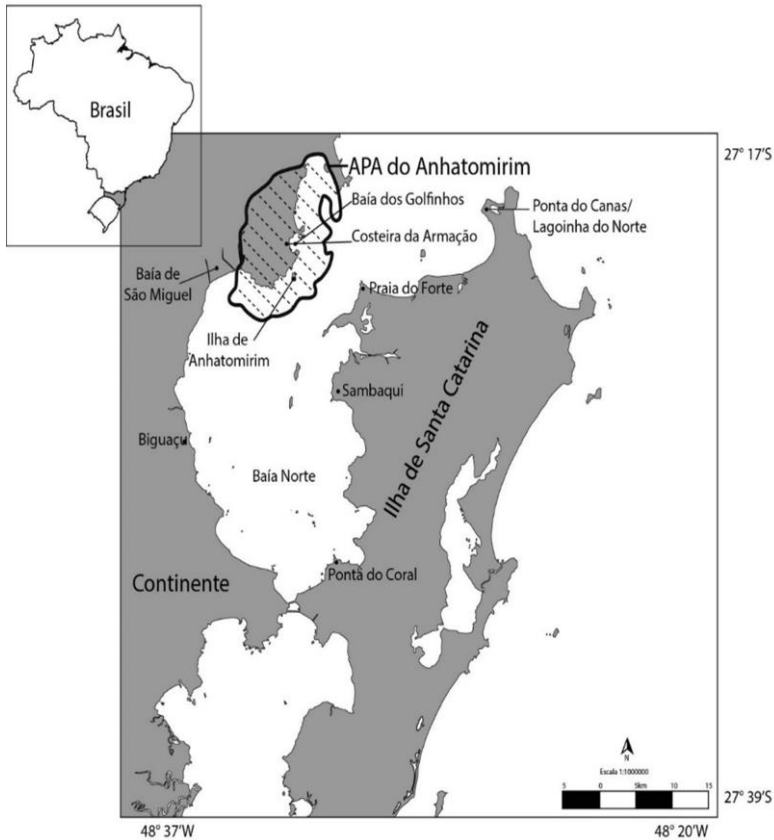 Brasil
27° 17'S
APA do Anhatomirim
Baía dos Golfinhos
Ponta do Canas/
Lagoinha do Norte
Costeira da Armação
Baía de
São Miguel
Praia do Forte
Ilha de
Anhatomirim
Ilha de Santa Catarina
Sambaqui
Biguaçu
Baía Norte
Ponta do Coral
Continente
N
Escala 1:1000000
5 0 5km 10 15
27° 39'S
48° 37'W 48° 20'W